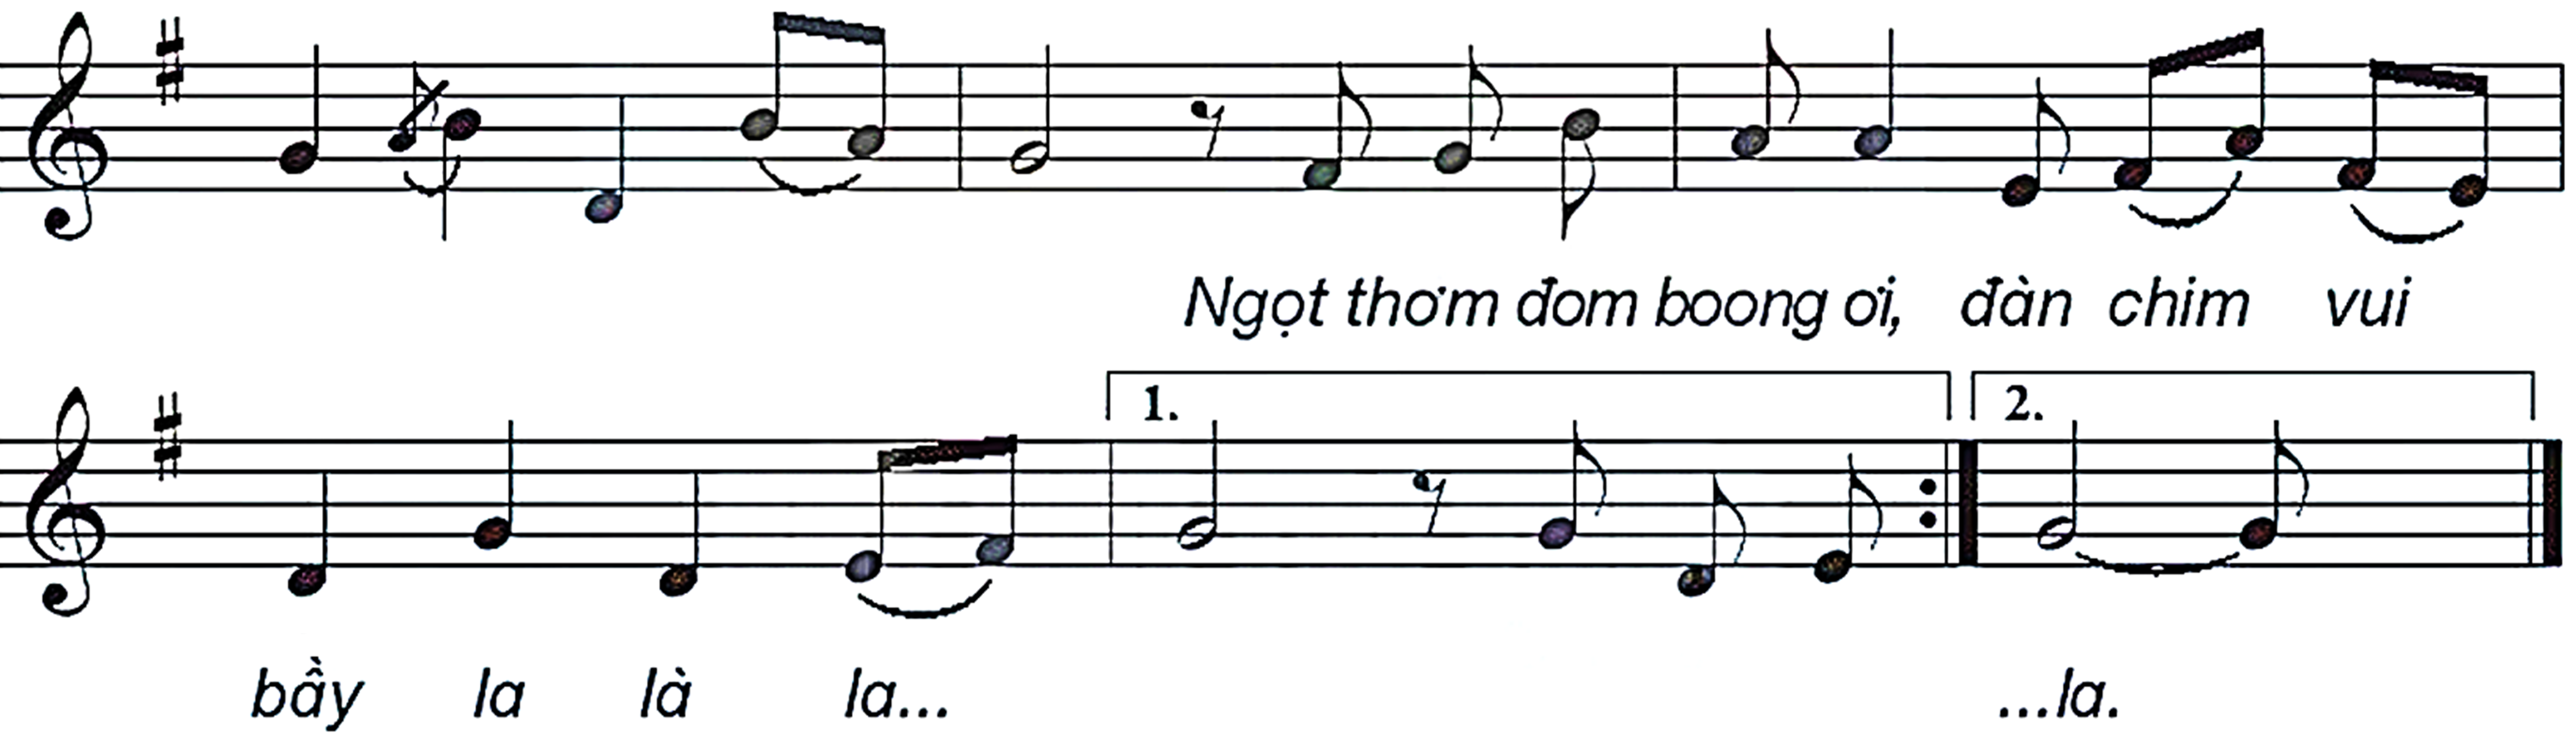 Ngọt thơm đom boong ơi, đàn chim vui
1. 2.
bầy la là la... ...la.